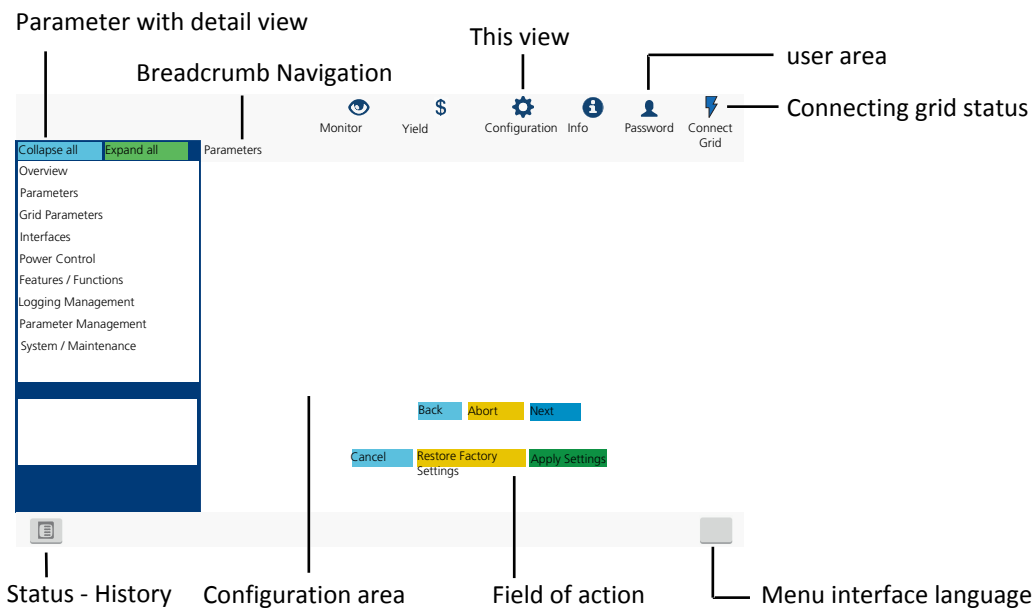 Parameter with detail view
This view
user area
Breadcrumb Navigation
Connecting grid status
Monitor
$
Yield
Configuration
Info
Password
Connect
Grid
Collapse all
Expand all
Parameters
Overview
Parameters
Grid Parameters
Interfaces
Power Control
Features / Functions
Logging Management
Parameter Management
System / Maintenance
Back
Abort
Next
Cancel
Restore Factory
Settings
Apply Settings
Status - History
Configuration area
Field of action
Menu interface language